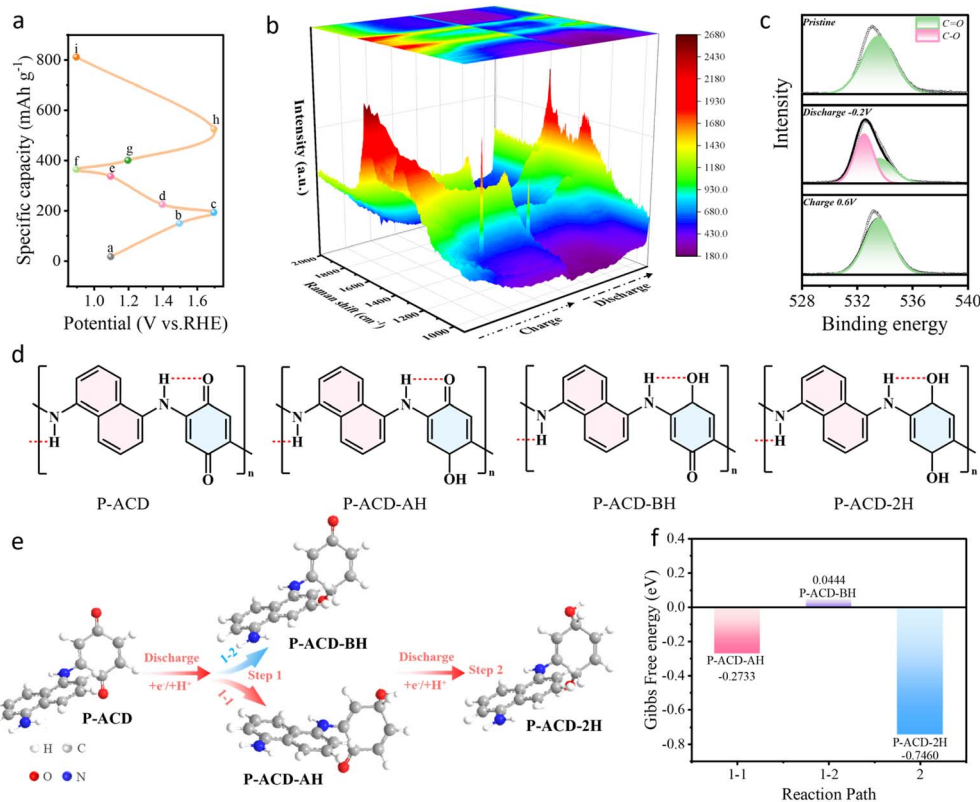 a
Specific capacity (mAh g⁻¹)
800
600
400
200
0
i
h
g
f
e
d
c
b
a
1.0
1.2
1.4
1.6
Potential (V vs.RHE)
b
Intensity (a.u.)
2000
1800
1600
1400
1200
1000
Raman shift (cm⁻¹)
Charge
Discharge
2680
2430
2180
1930
1680
1430
1180
930.0
680.0
430.0
180.0
c
Intensity
Pristine
C=O
C-O
Discharge -0.2V
Charge 0.6V
528
532
536
540
Binding energy
d
H
O
N
N
H
O
n
P-ACD
H
O
N
N
H
OH
n
P-ACD-AH
H
OH
N
N
H
O
n
P-ACD-BH
H
OH
N
N
H
OH
n
P-ACD-2H
e
P-ACD
Discharge
+e⁻/+H⁺
1-2
Step 1
1-1
P-ACD-BH
P-ACD-AH
Discharge
Step 2
+e⁻/+H⁺
P-ACD-2H
H
C
O
N
f
Gibbs Free energy (eV)
0.4
0.2
0.0
-0.2
-0.4
-0.6
-0.8
0.0444
P-ACD-BH
P-ACD-AH
-0.2733
P-ACD-2H
-0.7460
1-1
1-2
2
Reaction Path